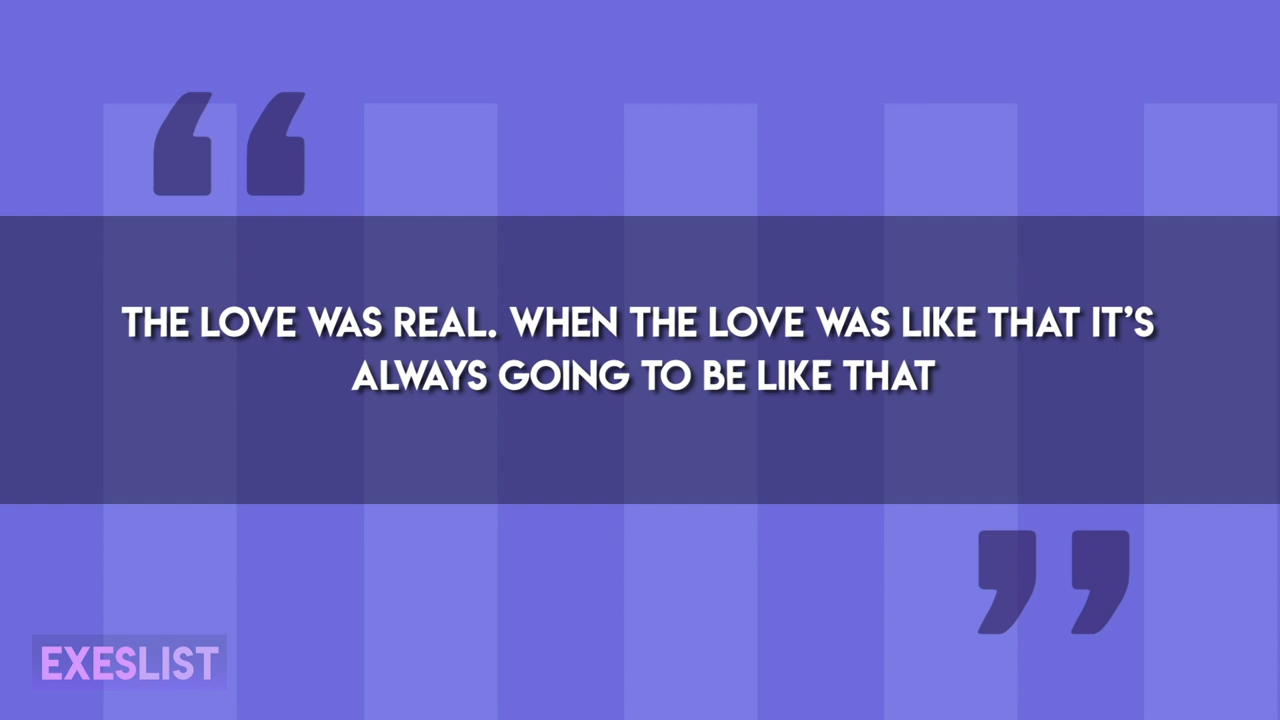 THE LOVE WAS REAL. WHEN THE LOVE WAS LIKE THAT IT’S
ALWAYS GOING TO BE LIKE THAT
EXESLIST